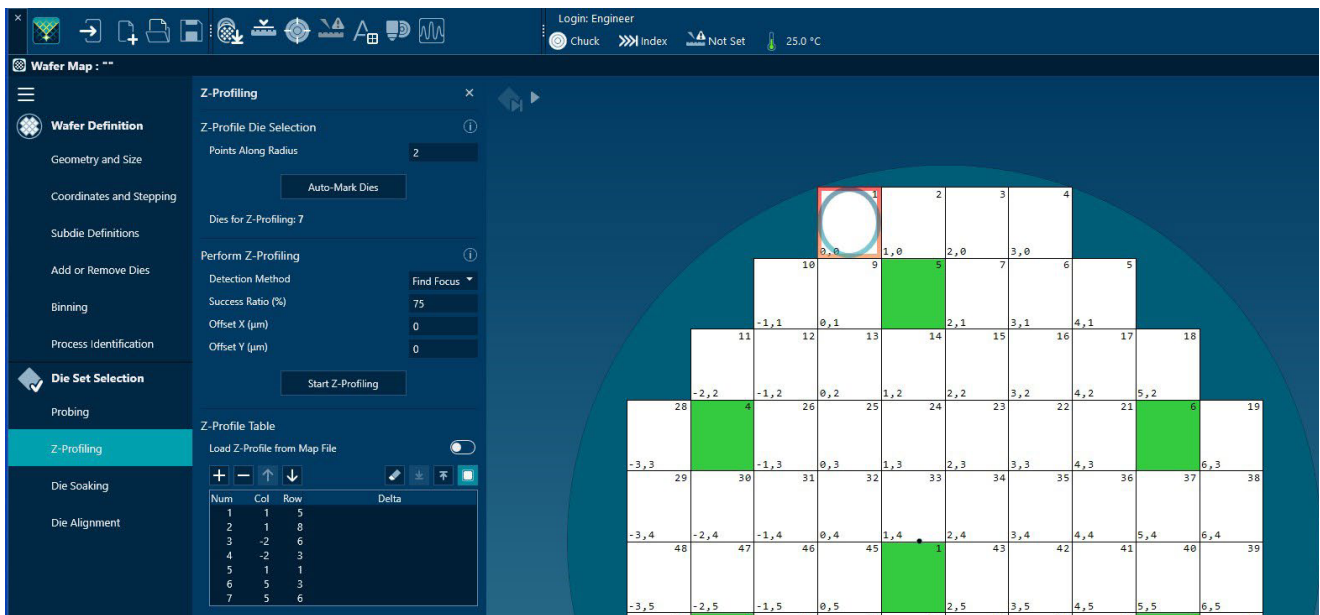 Login: Engineer
Chuck Index Not Set 25.0 °C
Wafer Map : ""
Wafer Definition
Geometry and Size
Coordinates and Stepping
Subdie Definitions
Add or Remove Dies
Binning
Process Identification
Die Set Selection
Probing
Z-Profiling
Die Soaking
Die Alignment
Z-Profiling
Z-Profile Die Selection
Points Along Radius 2
Auto-Mark Dies
Dies for Z-Profiling: 7
Perform Z-Profiling
Detection Method Find Focus
Success Ratio (%) 75
Offset X (µm) 0
Offset Y (µm) 0
Start Z-Profiling
Z-Profile Table
Load Z-Profile from Map File
Num Col Row Delta
1 1 5
2 1 8
3 -2 6
4 -2 3
5 1 1
6 5 3
7 5 6
1 2 3 4
0,0 1,0 2,0 3,0
10 9 5 7 6 5
-1,1 0,1 2,1 3,1 4,1
11 12 13 14 15 16 17 18
-2,2 -1,2 0,2 1,2 2,2 3,2 4,2 5,2
28 4 26 25 24 23 22 21 6 19
-3,3 -1,3 0,3 1,3 2,3 3,3 4,3 6,3
29 30 31 32 33 34 35 36 37 38
-3,4 -2,4 -1,4 0,4 1,4 2,4 3,4 4,4 5,4 6,4
48 47 46 45 1 43 42 41 40 39
-3,5 -2,5 -1,5 0,5 2,5 3,5 4,5 5,5 6,5